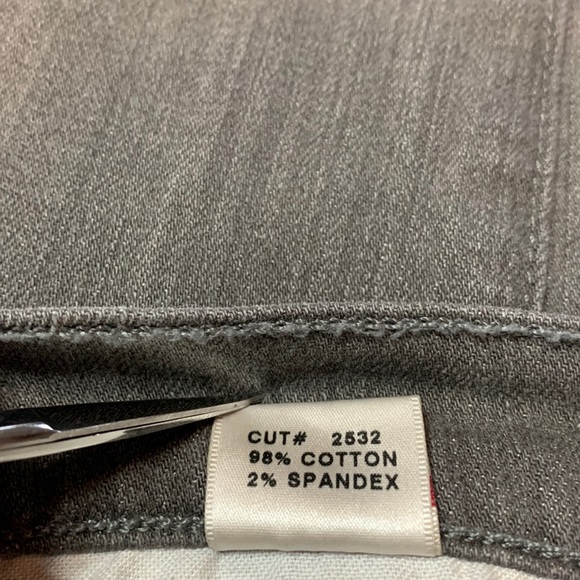 CUT# 2532
98% COTTON
2% SPANDEX